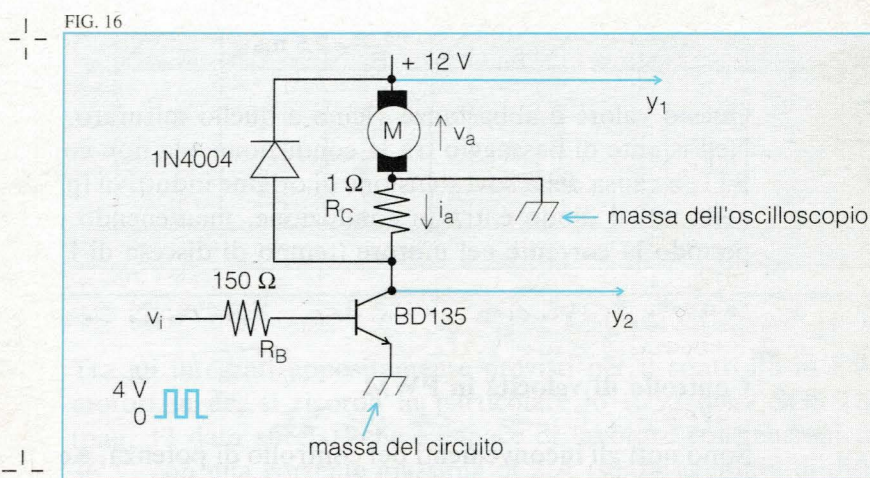 FIG. 16
+ 12 V
y1
M
va
1N4004
1 Ω
RC
ia
massa dell'oscilloscopio
150 Ω
vi
RB
BD135
y2
4 V
0
massa del circuito